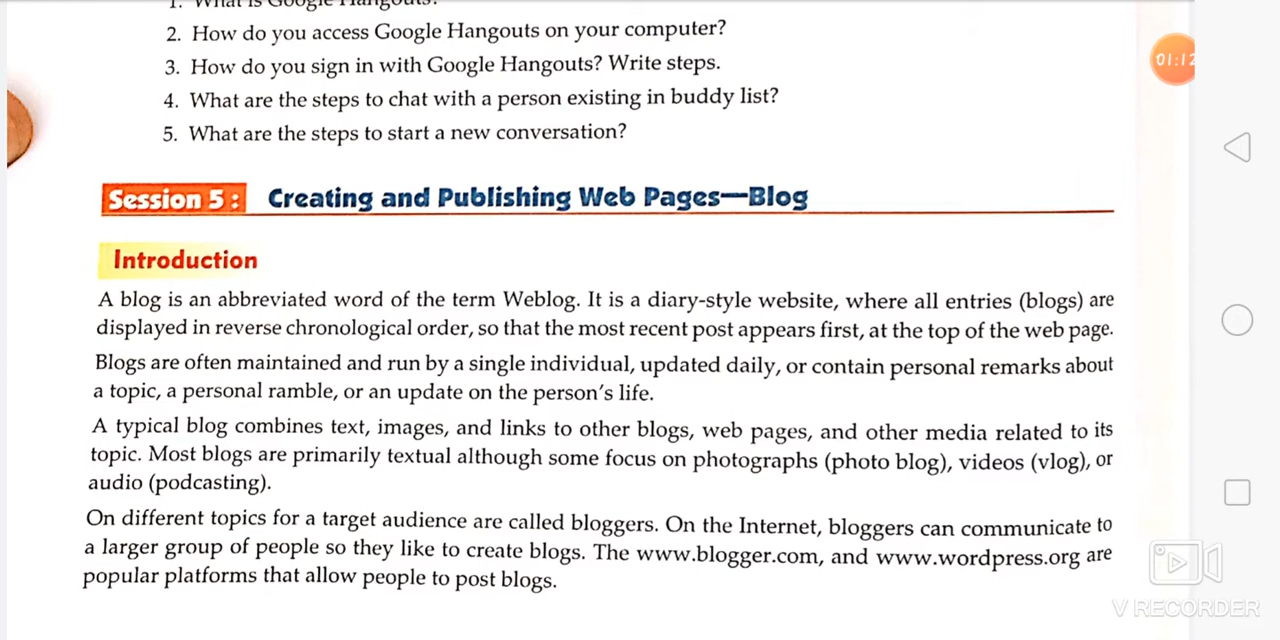 1. What is Google Hangouts?
2. How do you access Google Hangouts on your computer?
3. How do you sign in with Google Hangouts? Write steps.
4. What are the steps to chat with a person existing in buddy list?
5. What are the steps to start a new conversation?
01:12
Session 5 : Creating and Publishing Web Pages—Blog
Introduction
A blog is an abbreviated word of the term Weblog. It is a diary-style website, where all entries (blogs) are
displayed in reverse chronological order, so that the most recent post appears first, at the top of the web page.
Blogs are often maintained and run by a single individual, updated daily, or contain personal remarks about
a topic, a personal ramble, or an update on the person's life.
A typical blog combines text, images, and links to other blogs, web pages, and other media related to its
topic. Most blogs are primarily textual although some focus on photographs (photo blog), videos (vlog), or
audio (podcasting).
On different topics for a target audience are called bloggers. On the Internet, bloggers can communicate to
a larger group of people so they like to create blogs. The www.blogger.com, and www.wordpress.org are
popular platforms that allow people to post blogs.
V RECORDER